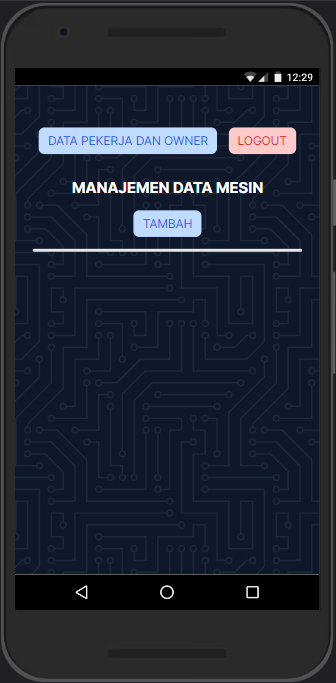 12:29
DATA PEKERJA DAN OWNER LOGOUT
MANAJEMEN DATA MESIN
TAMBAH